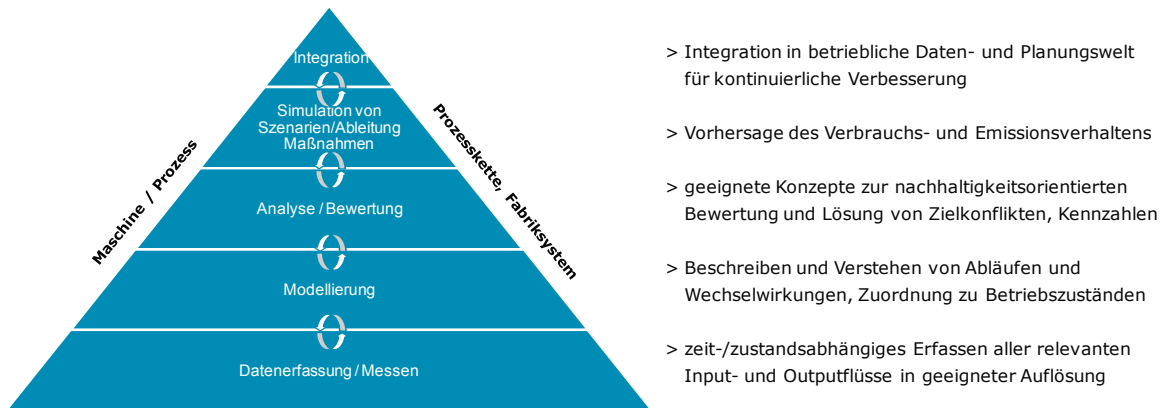 Integration
Simulation von
Szenarien/Ableitung
Maßnahmen
Analyse / Bewertung
Modellierung
Datenerfassung / Messen
Maschine / Prozess
Prozesskette, Fabriksystem
> Integration in betriebliche Daten- und Planungswelt
für kontinuierliche Verbesserung
> Vorhersage des Verbrauchs- und Emissionsverhaltens
> geeignete Konzepte zur nachhaltigkeitsorientierten
Bewertung und Lösung von Zielkonflikten, Kennzahlen
> Beschreiben und Verstehen von Abläufen und
Wechselwirkungen, Zuordnung zu Betriebszuständen
> zeit-/zustandsabhängiges Erfassen aller relevanten
Input- und Outputflüsse in geeigneter Auflösung